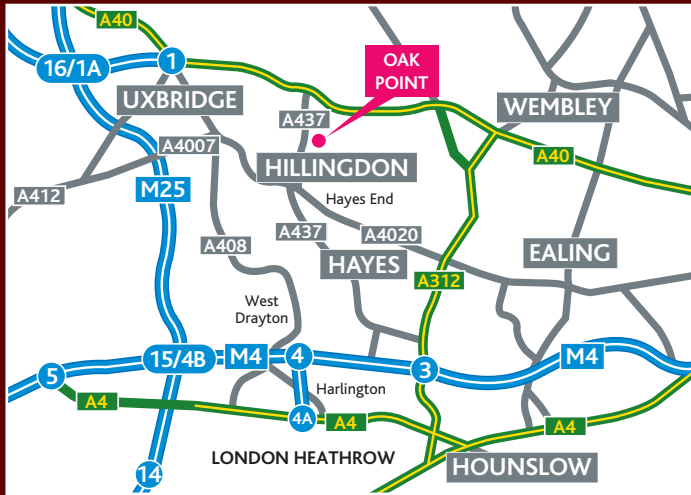 A40
16/1A
1
OAK
POINT
UXBRIDGE
A437
WEMBLEY
A4007
HILLINGDON
A40
A412
M25
Hayes End
A437
A4020
A408
HAYES
EALING
A312
West
Drayton
15/4B
M4
4
M4
5
3
Harlington
A4
4A
A4
A4
LONDON HEATHROW
HOUNSLOW
14